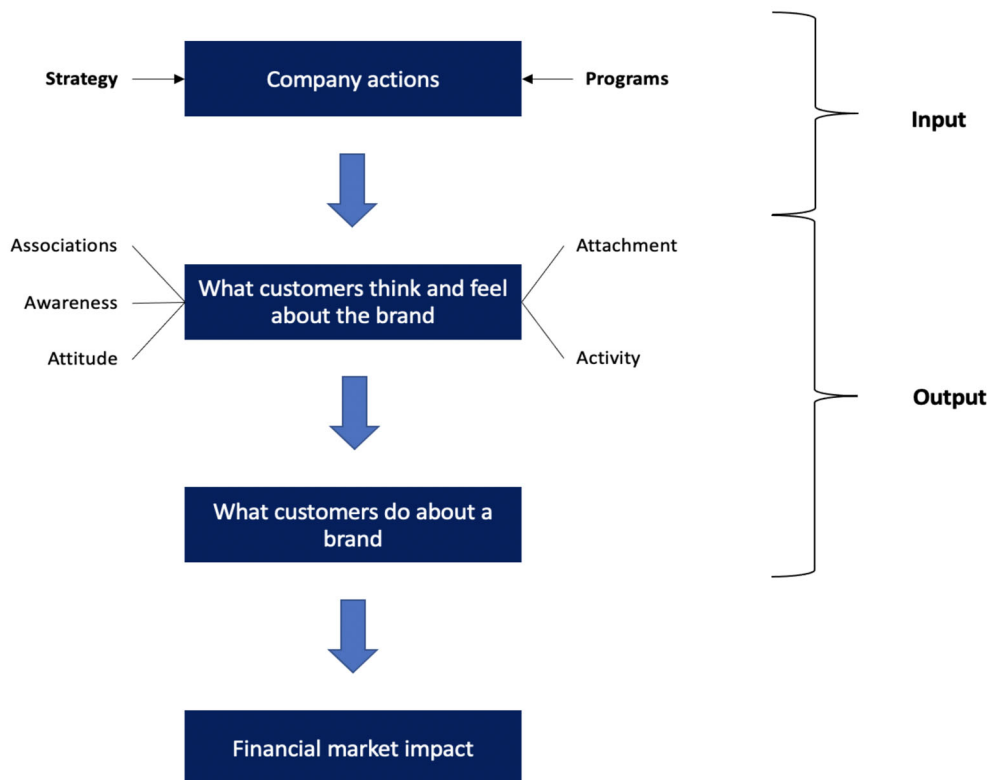 Strategy
Company actions
Programs
Input
Associations
Awareness
Attitude
What customers think and feel
about the brand
Attachment
Activity
Output
What customers do about a
brand
Financial market impact